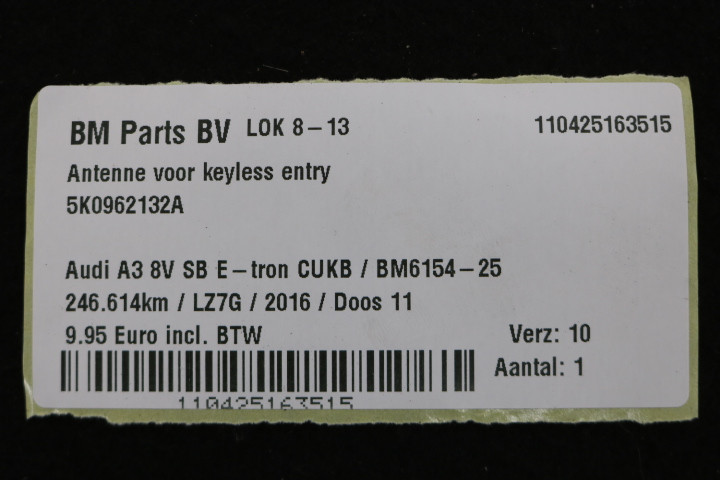 BM Parts BV LOK 8-13 110425163515
Antenne voor keyless entry
5K0962132A
Audi A3 8V SB E-tron CUKB / BM6154-25
246.614km / LZ7G / 2016 / Doos 11
9.95 Euro incl. BTW Verz: 10
Aantal: 1
110425163515